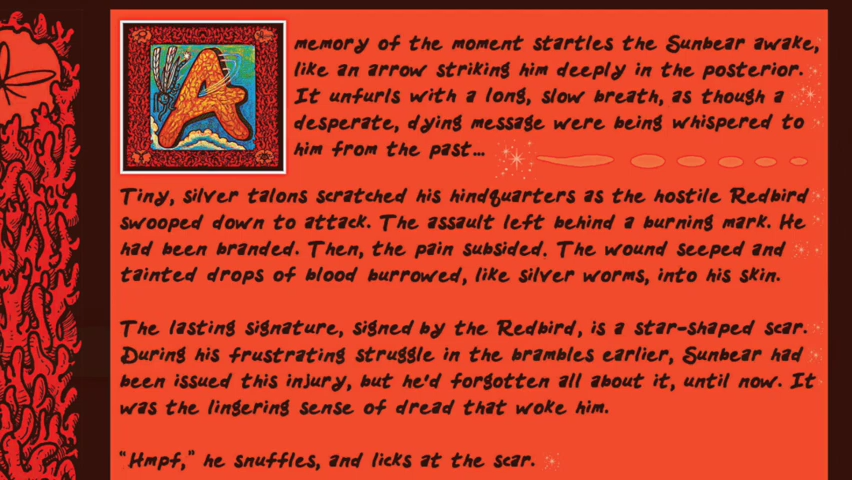 A memory of the moment startles the Sunbear awake,
like an arrow striking him deeply in the posterior.
It unfurls with a long, slow breath, as though a
desperate, dying message were being whispered to
him from the past...
Tiny, silver talons scratched his hindquarters as the hostile Redbird
swooped down to attack. The assault left behind a burning mark. He
had been branded. Then, the pain subsided. The wound seeped and
tainted drops of blood burrowed, like silver worms, into his skin.
The lasting signature, signed by the Redbird, is a star-shaped scar.
During his frustrating struggle in the brambles earlier, Sunbear had
been issued this injury, but he'd forgotten all about it, until now. It
was the lingering sense of dread that woke him.
"Hmpf," he snuffles, and licks at the scar.